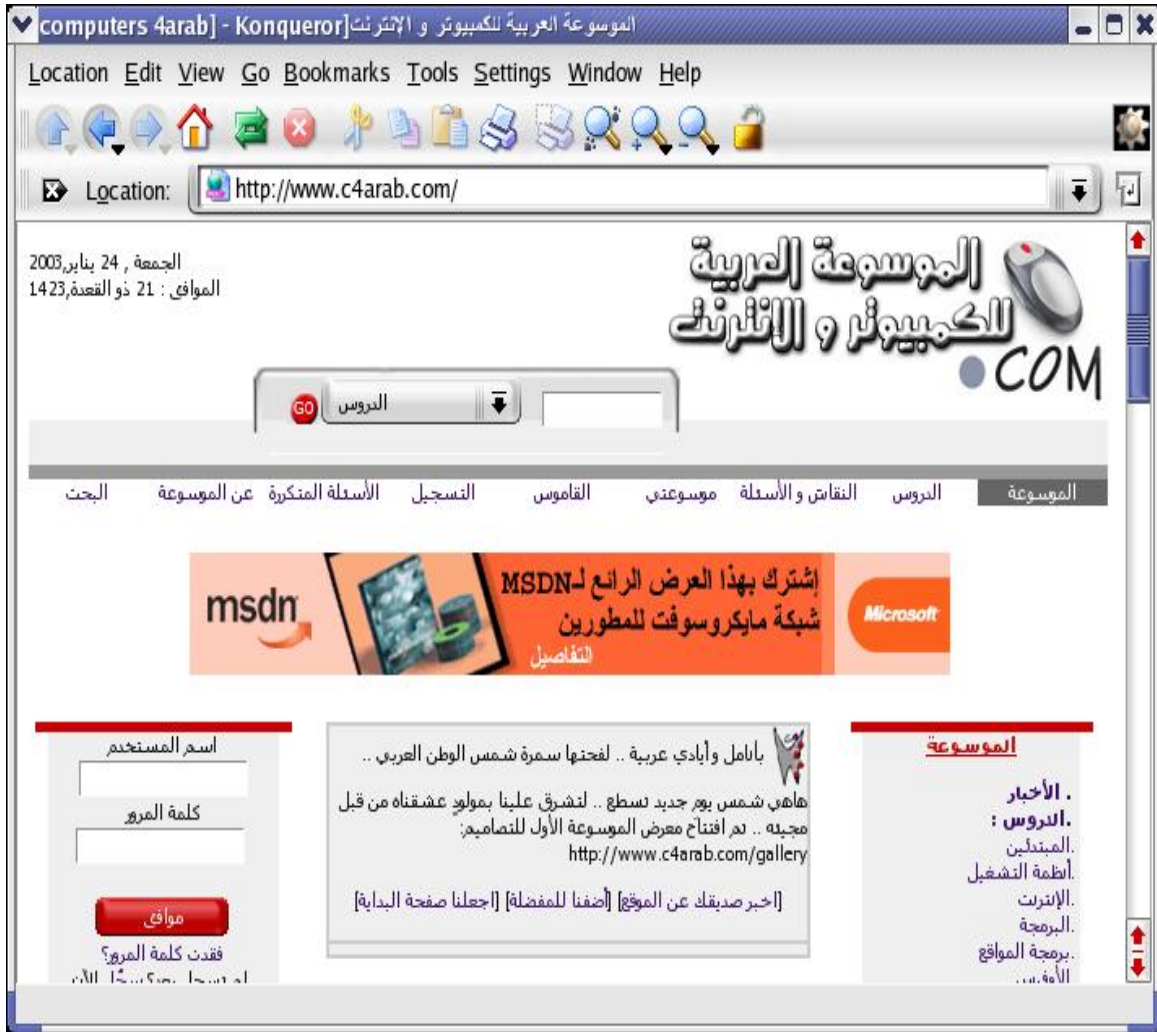 الموسوعة العربية للكمبيوتر و الإنترنت[computers 4arab] - Konqueror
Location Edit View Go Bookmarks Tools Settings Window Help
Location: http://www.c4arab.com/
الموسوعة العربية
للكمبيوتر و الإنترنت
.COM
الجمعة , 24 يناير,2003
الموافق : 21 ذو القعدة,1423
الدروس GO
الموسوعة الدروس النقاش و الأسئلة موسوعتي القاموس التسجيل الأسئلة المتكررة عن الموسوعة البحث
Microsoft
إشترك بهذا العرض الرائع لـMSDN
شبكة مايكروسوفت للمطورين
التفاصيل
msdn
الموسوعة
. الأخبار
.الدروس :
.المبتدئين
.أنظمة التشغيل
.الإنترنت
.البرمجة
.برمجة المواقع
الأوفيس
بأنامل وأيادي عربية .. لفحتها سمرة شمس الوطن العربي ..
هاهي شمس يوم جديد تسطع .. لتشرق علينا بمولودٍ عشقناه من قبل
مجيئه .. تم افتتاح معرض الموسوعة الأول للتصاميم:
http://www.c4arab.com/gallery
[اخبر صديقك عن الموقع] [أضفنا للمفضلة] [اجعلنا صفحة البداية]
اسم المستخدم
كلمة المرور
موافق
فقدت كلمة المرور؟
لم تسجل بعد؟ سجّل الآن